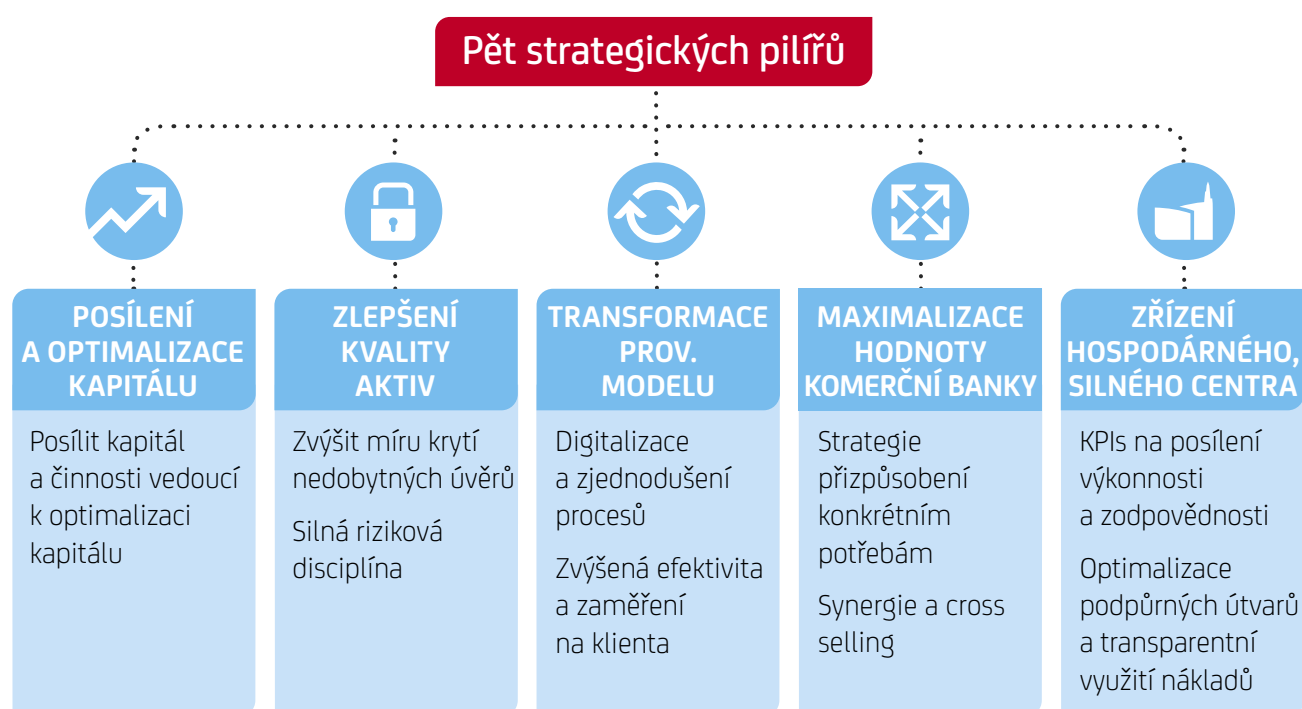 Pět strategických pilířů
POSÍLENÍ
A OPTIMALIZACE
KAPITÁLU
Posílit kapitál
a činnosti vedoucí
k optimalizaci
kapitálu
ZLEPŠENÍ
KVALITY
AKTIV
Zvýšit míru krytí
nedobytných úvěrů
Silná riziková
disciplína
TRANSFORMACE
PROV.
MODELU
Digitalizace
a zjednodušení
procesů
Zvýšená efektivita
a zaměření
na klienta
MAXIMALIZACE
HODNOTY
KOMERČNÍ BANKY
Strategie
přizpůsobení
konkrétním
potřebám
Synergie a cross
selling
ZŘÍZENÍ
HOSPODÁRNÉHO,
SILNÉHO CENTRA
KPIs na posílení
výkonnosti
a zodpovědnosti
Optimalizace
podpůrných útvarů
a transparentní
využití nákladů